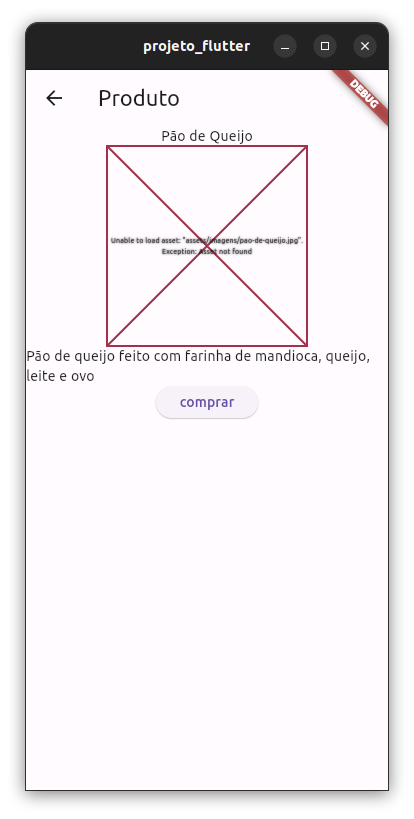 projeto_flutter
DEBUG
Produto
Pão de Queijo
Unable to load asset: "assets/imagens/pao-de-queijo.jpg".
Exception: Asset not found
Pão de queijo feito com farinha de mandioca, queijo,
leite e ovo
comprar